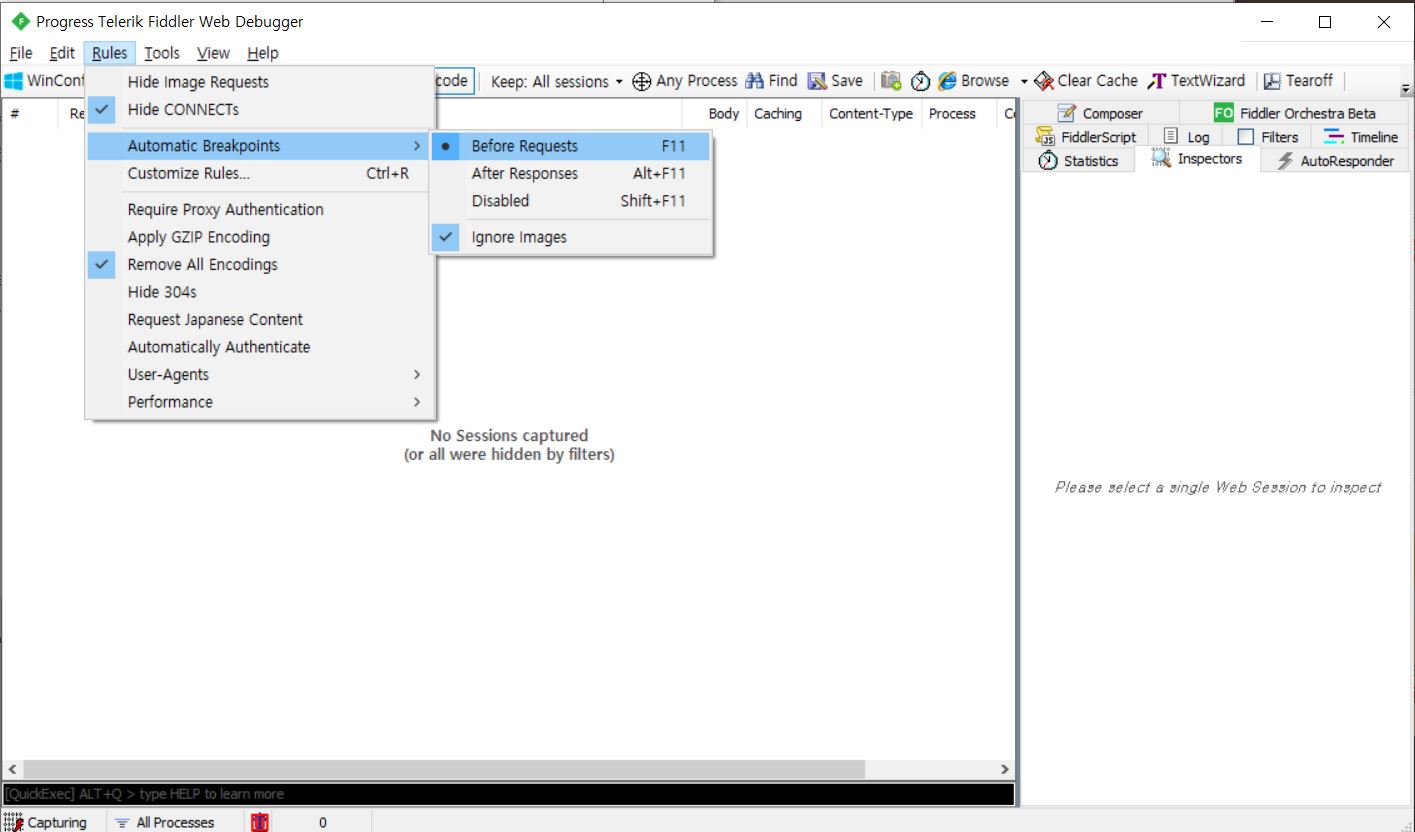 Progress Telerik Fiddler Web Debugger
File Edit Rules Tools View Help
WinConf code Keep: All sessions Any Process Find Save Browse Clear Cache TextWizard Tearoff
# Re Body Caching Content-Type Process
Hide Image Requests
Hide CONNECTs
Automatic Breakpoints
Customize Rules... Ctrl+R
Require Proxy Authentication
Apply GZIP Encoding
Remove All Encodings
Hide 304s
Request Japanese Content
Automatically Authenticate
User-Agents
Performance
Before Requests F11
After Responses Alt+F11
Disabled Shift+F11
Ignore Images
Composer FO Fiddler Orchestra Beta
FiddlerScript Log Filters Timeline
Statistics Inspectors AutoResponder
No Sessions captured
(or all were hidden by filters)
Please select a single Web Session to inspect
[QuickExec] ALT+Q > type HELP to learn more
Capturing All Processes 0